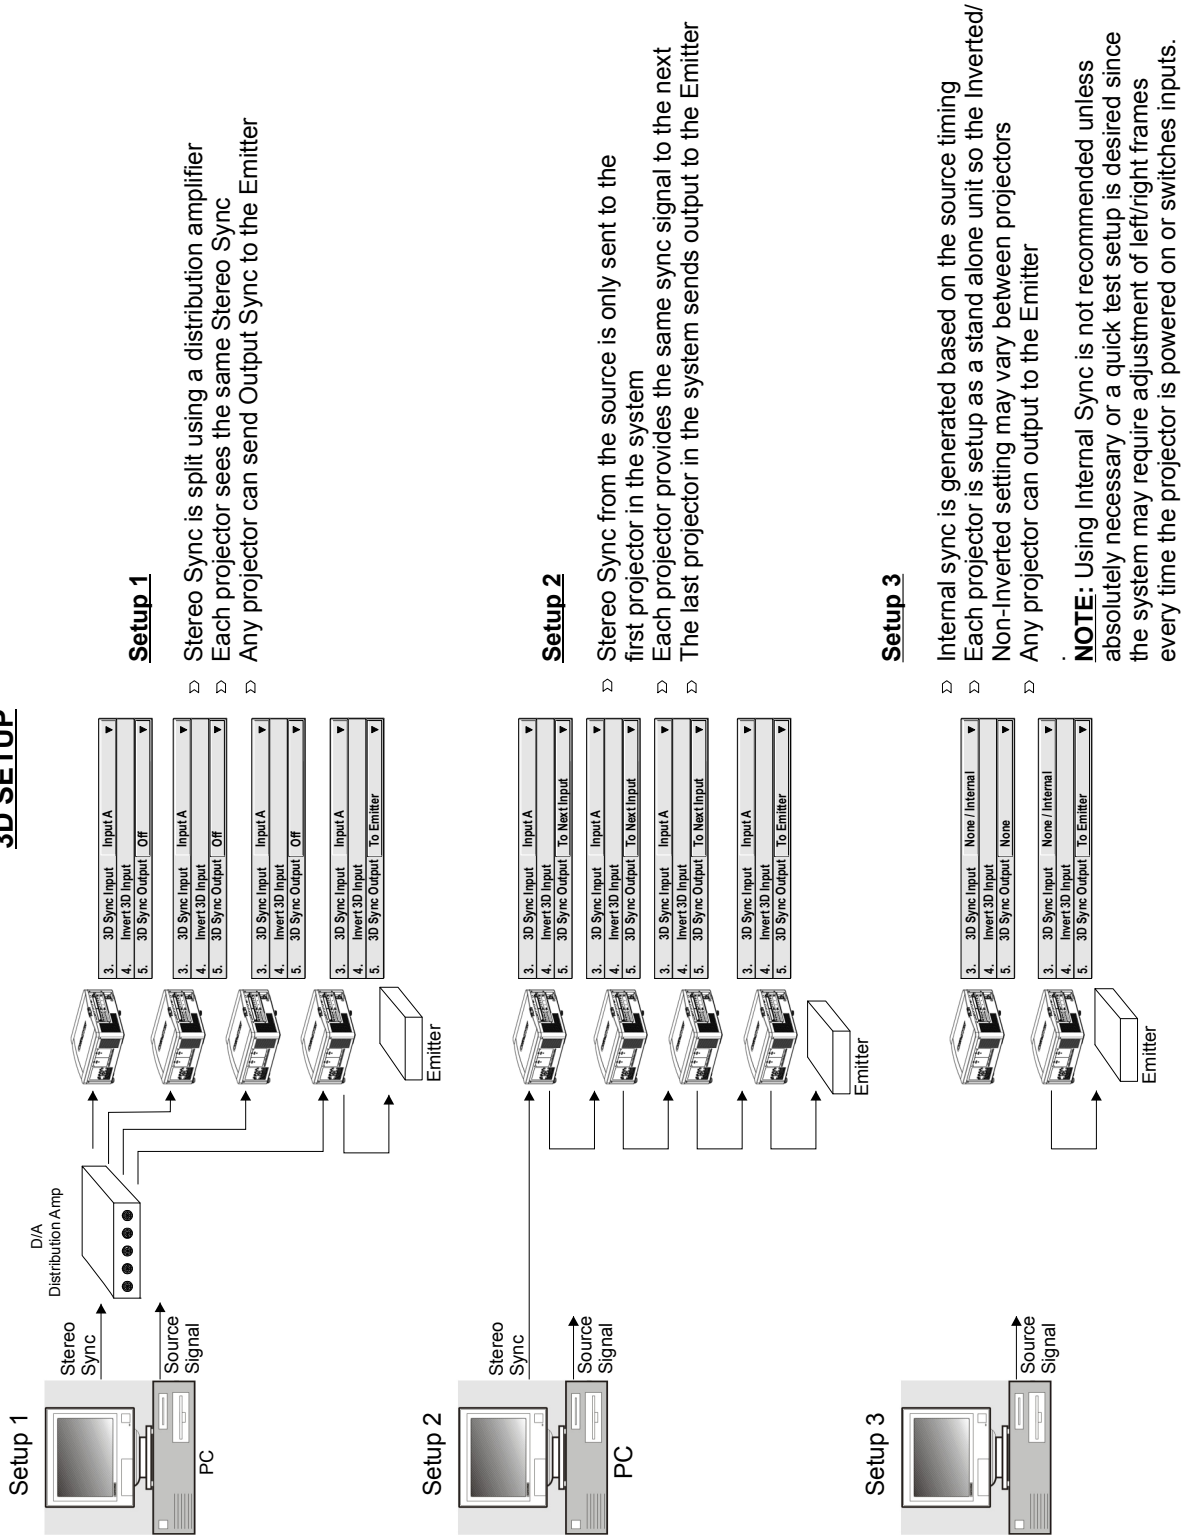 3D SETUP
Setup 1
Stereo
Sync
Source
Signal
PC
D/A
Distribution Amp
Emitter
3. 3D Sync Input Input A
4. Invert 3D Input
5. 3D Sync Output Off
3. 3D Sync Input Input A
4. Invert 3D Input
5. 3D Sync Output Off
3. 3D Sync Input Input A
4. Invert 3D Input
5. 3D Sync Output Off
3. 3D Sync Input Input A
4. Invert 3D Input
5. 3D Sync Output To Emitter
Setup 1
Stereo Sync is split using a distribution amplifier
Each projector sees the same Stereo Sync
Any projector can send Output Sync to the Emitter
Setup 2
Stereo
Sync
Source
Signal
PC
Emitter
3. 3D Sync Input Input A
4. Invert 3D Input
5. 3D Sync Output To Next Input
3. 3D Sync Input Input A
4. Invert 3D Input
5. 3D Sync Output To Next Input
3. 3D Sync Input Input A
4. Invert 3D Input
5. 3D Sync Output To Next Input
3. 3D Sync Input Input A
4. Invert 3D Input
5. 3D Sync Output To Emitter
Setup 2
Stereo Sync from the source is only sent to the
first projector in the system
Each projector provides the same sync signal to the next
The last projector in the system sends output to the Emitter
Setup 3
Source
Signal
Emitter
3. 3D Sync Input None / Internal
4. Invert 3D Input
5. 3D Sync Output None
3. 3D Sync Input None / Internal
4. Invert 3D Input
5. 3D Sync Output To Emitter
Setup 3
Internal sync is generated based on the source timing
Each projector is setup as a stand alone unit so the Inverted/
Non-Inverted setting may vary between projectors
Any projector can output to the Emitter
.
NOTE: Using Internal Sync is not recommended unless
absolutely necessary or a quick test setup is desired since
the system may require adjustment of left/right frames
every time the projector is powered on or switches inputs.